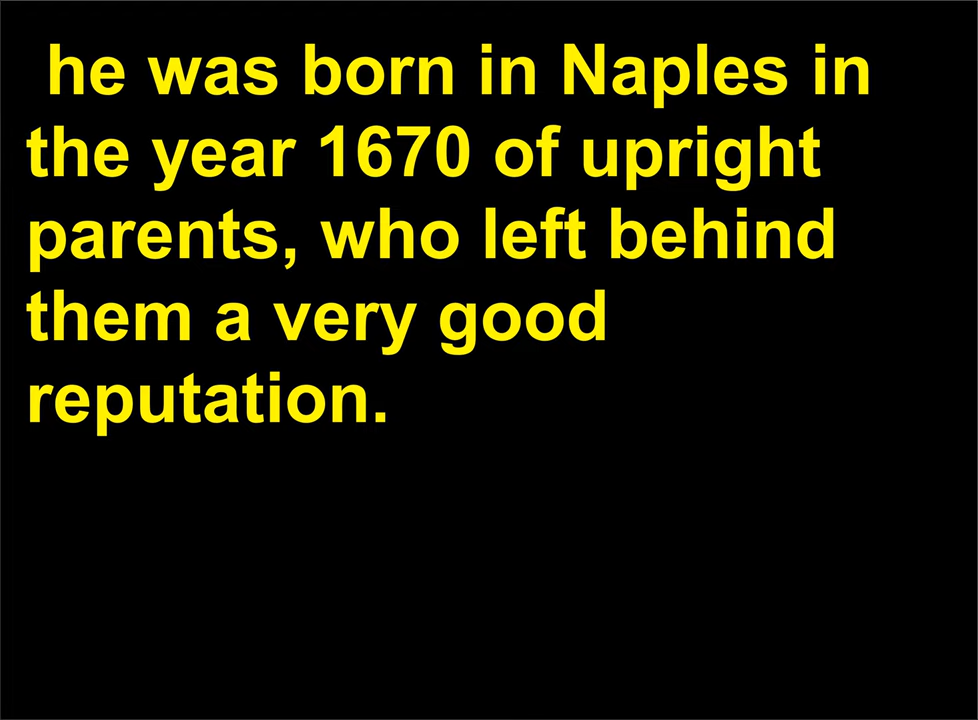 he was born in Naples in
the year 1670 of upright
parents, who left behind
them a very good
reputation.